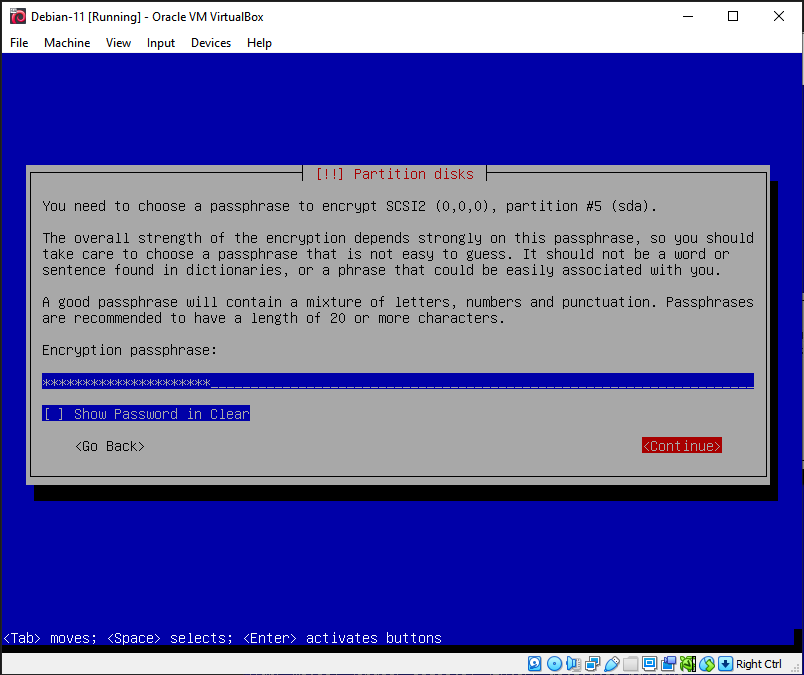 Debian-11 [Running] - Oracle VM VirtualBox
File Machine View Input Devices Help
[!!] Partition disks
You need to choose a passphrase to encrypt SCSI2 (0,0,0), partition #5 (sda).
The overall strength of the encryption depends strongly on this passphrase, so you should
take care to choose a passphrase that is not easy to guess. It should not be a word or
sentence found in dictionaries, or a phrase that could be easily associated with you.
A good passphrase will contain a mixture of letters, numbers and punctuation. Passphrases
are recommended to have a length of 20 or more characters.
Encryption passphrase:
*********************____________________________________________________________________
[ ] Show Password in Clear
<Go Back> <Continue>
<Tab> moves; <Space> selects; <Enter> activates buttons
Right Ctrl